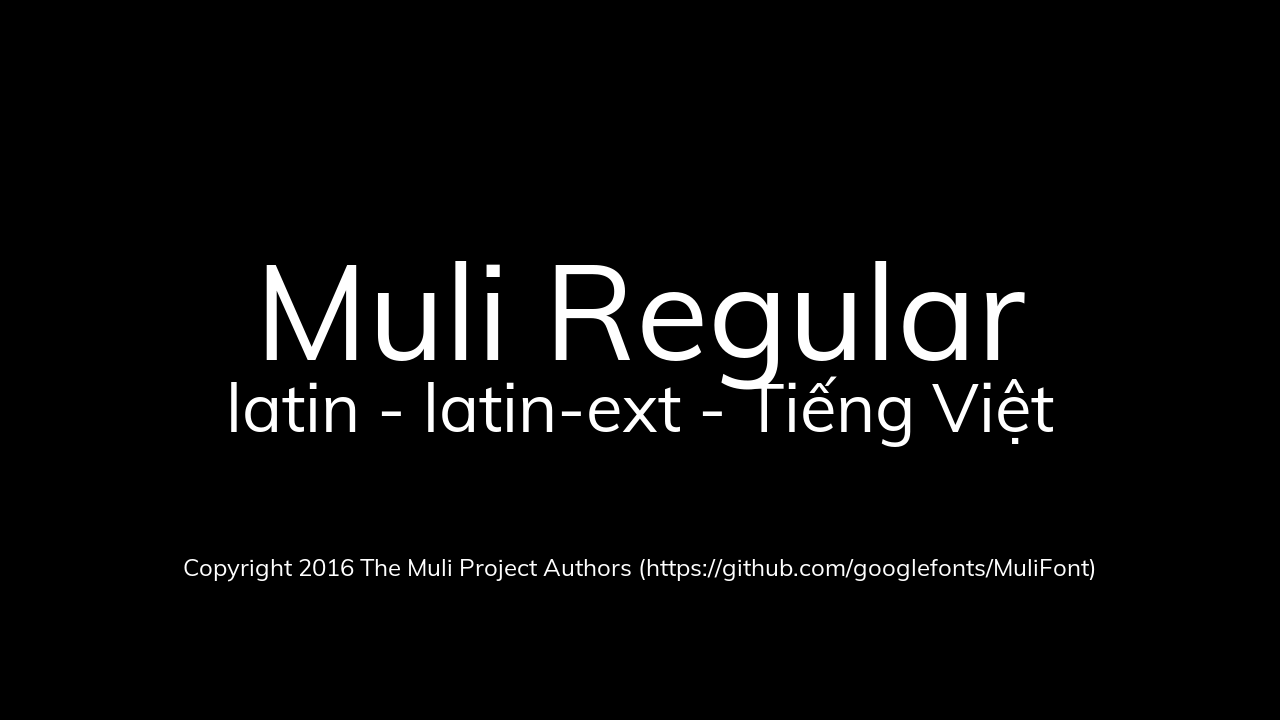 Muli Regular
latin - latin-ext - Tiếng Việt
Copyright 2016 The Muli Project Authors (https://github.com/googlefonts/MuliFont)